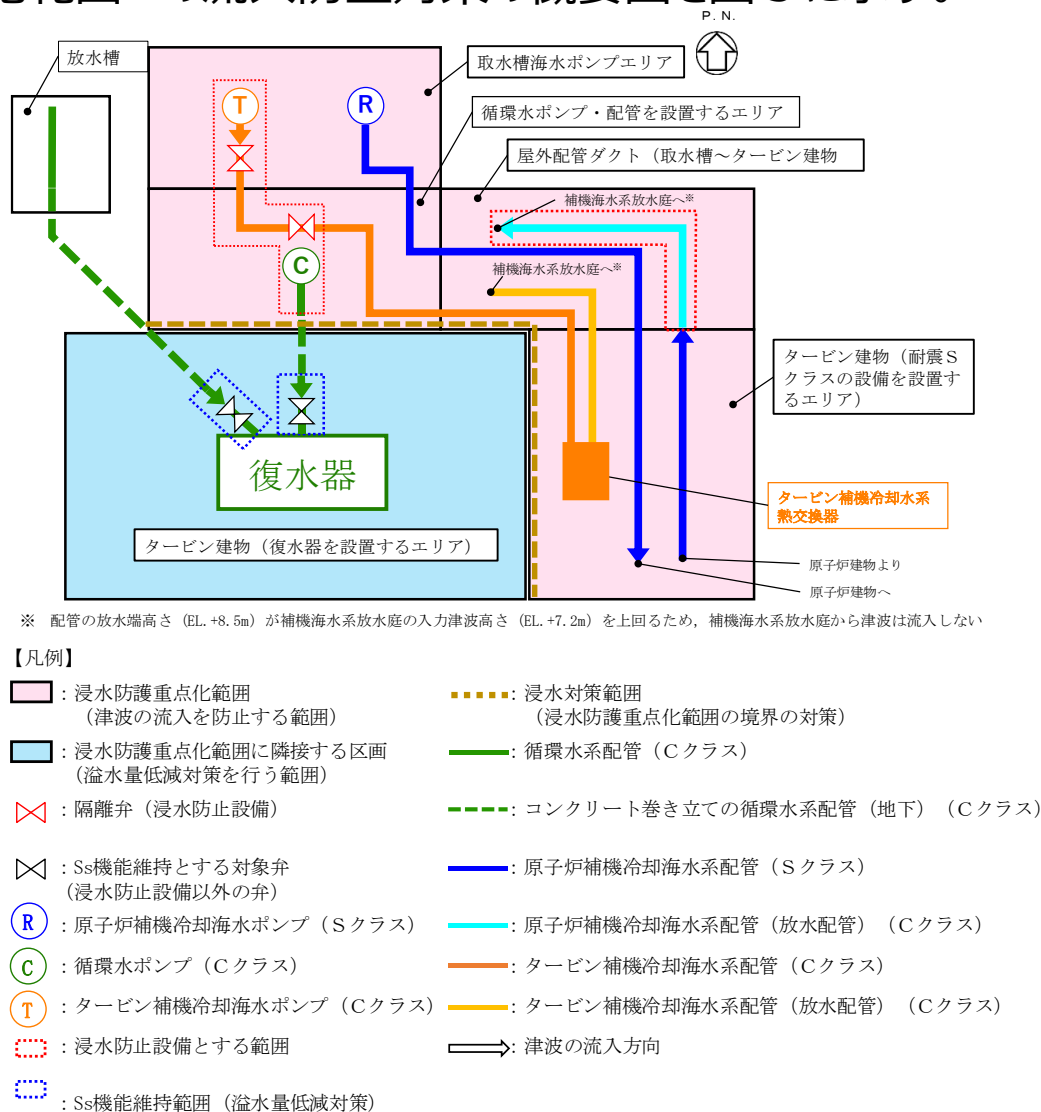 P. N.
放水槽
取水槽海水ポンプエリア
T
R
循環水ポンプ・配管を設置するエリア
屋外配管ダクト（取水槽～タービン建物
補機海水系放水庭へ※
C
補機海水系放水庭へ※
タービン建物（耐震Ｓ
クラスの設備を設置す
るエリア）
復水器
タービン補機冷却水系
熱交換器
タービン建物（復水器を設置するエリア）
原子炉建物より
原子炉建物へ
※　配管の放水端高さ（EL.+8.5m）が補機海水系放水庭の入力津波高さ（EL.+7.2m）を上回るため，補機海水系放水庭から津波は流入しない
【凡例】
：浸水防護重点化範囲
（津波の流入を防止する範囲）
：浸水対策範囲
（浸水防護重点化範囲の境界の対策）
：浸水防護重点化範囲に隣接する区画
（溢水量低減対策を行う範囲）
：循環水系配管（Ｃクラス）
：隔離弁（浸水防止設備）
：コンクリート巻き立ての循環水系配管（地下）（Ｃクラス）
：Ss機能維持とする対象弁
（浸水防止設備以外の弁）
：原子炉補機冷却海水系配管（Ｓクラス）
R ：原子炉補機冷却海水ポンプ（Ｓクラス）
：原子炉補機冷却海水系配管（放水配管）（Ｃクラス）
C ：循環水ポンプ（Ｃクラス）
：タービン補機冷却海水系配管（Ｃクラス）
T ：タービン補機冷却海水ポンプ（Ｃクラス）
：タービン補機冷却海水系配管（放水配管）（Ｃクラス）
：浸水防止設備とする範囲
：津波の流入方向
：Ss機能維持範囲（溢水量低減対策）